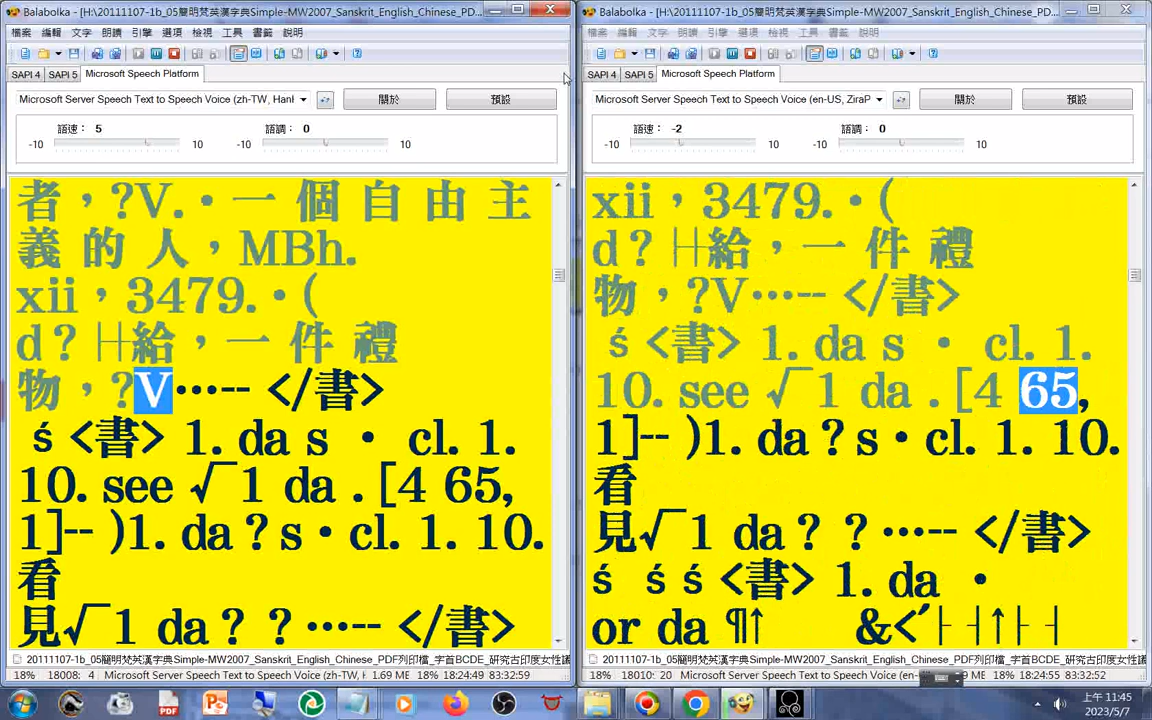 Balabolka - [H:\20111107-1b_05簡明梵英漢字典Simple-MW2007_Sanskrit_English_Chinese_PD...
檔案 編輯 文字 朗讀 引擎 選項 檢視 工具 書籤 說明
SAPI 4 SAPI 5 Microsoft Speech Platform
Microsoft Server Speech Text to Speech Voice (zh-TW, Hanl 關於 預設
語速: 5 語調: 0
-10 10 -10 10
者，?V.‧一 個 自 由 主
義 的 人，MBh.
xii，3479.‧(
d? ├┤給，一 件 禮
物，?V…-- </書>
ś <書> 1. da s ‧ cl. 1.
10. see √ 1 da . [4 65,
1]-- )1. da ? s‧cl. 1. 10.
看
見√ 1 da ? ? …-- </書>
20111107-1b_05簡明梵英漢字典Simple-MW2007_Sanskrit_English_Chinese_PDF列印檔_字首BCDE_研究古印度女性議
18% 18008: 4 Microsoft Server Speech Text to Speech Voice (zh-TW, H 1.69 MB 18% 18:24:49 83:32:59
Balabolka - [H:\20111107-1b_05簡明梵英漢字典Simple-MW2007_Sanskrit_English_Chinese_PD...
檔案 編輯 文字 朗讀 引擎 選項 檢視 工具 書籤 說明
SAPI 4 SAPI 5 Microsoft Speech Platform
Microsoft Server Speech Text to Speech Voice (en-US, ZiraP 關於 預設
語速: -2 語調: 0
-10 10 -10 10
xii，3479.‧(
d? ├┤給，一 件 禮
物，?V…-- </書>
ś <書> 1. da s ‧ cl. 1.
10. see √ 1 da . [4 65,
1]-- )1. da ? s‧cl. 1. 10.
看
見√ 1 da ? ? …-- </書>
ś ś ś <書> 1. da ‧
or da ¶↑ &<′├ ┤↑├ ┤
20111107-1b_05簡明梵英漢字典Simple-MW2007_Sanskrit_English_Chinese_PDF列印檔_字首BCDE_研究古印度女性議
18% 18010: 20 Microsoft Server Speech Text to Speech Voice (en-US, 18% 18:24:55 83:32:52
上午 11:45
2023/5/7